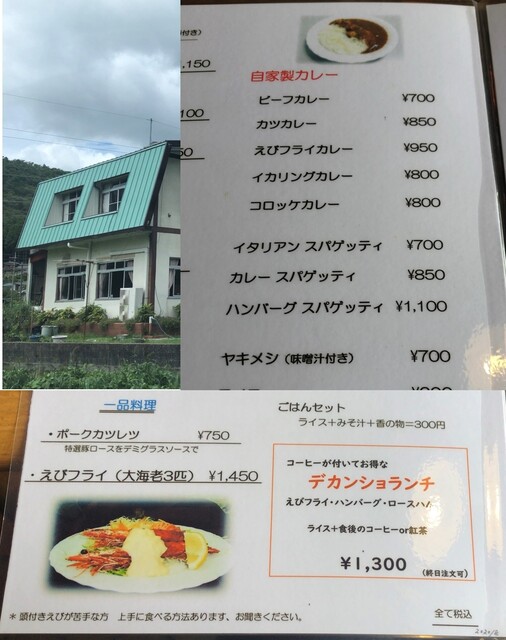 付き）
,150
100
50
自家製カレー
ビーフカレー ¥700
カツカレー ¥850
えびフライカレー ¥950
イカリングカレー ¥800
コロッケカレー ¥800
イタリアン スパゲッティ ¥700
カレー スパゲッティ ¥850
ハンバーグ スパゲッティ ¥1,100
ヤキメシ（味噌汁付き） ¥700
一品料理
・ポークカツレツ ¥750
特選豚ロースをデミグラスソースで
・えびフライ（大海老3匹） ¥1,450
＊ 頭付きえびが苦手な方 上手に食べる方法あります、お聞きください。
ごはんセット
ライス＋みそ汁＋香の物＝300円
コーヒーが付いてお得な
デカンショランチ
えびフライ・ハンバーグ・ロースハム
ライス＋食後のコーヒーor紅茶
¥1,300 （終日注文可）
全て税込